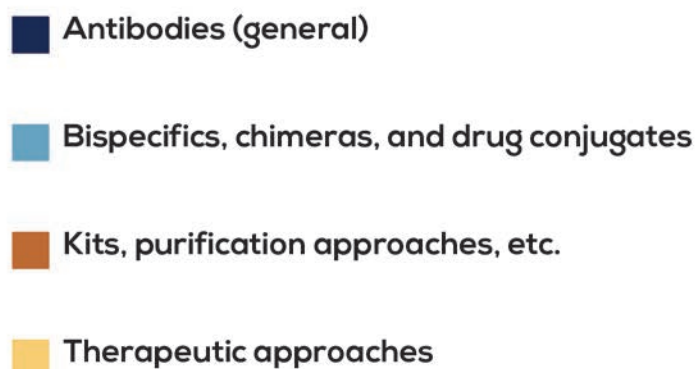 Antibodies (general)
Bispecifics, chimeras, and drug conjugates
Kits, purification approaches, etc.
Therapeutic approaches